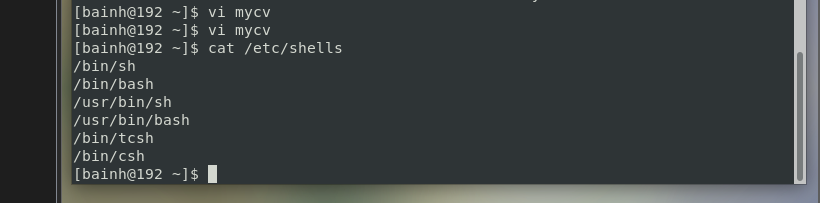 [bainh@192 ~]$ vi mycv
[bainh@192 ~]$ vi mycv
[bainh@192 ~]$ cat /etc/shells
/bin/sh
/bin/bash
/usr/bin/sh
/usr/bin/bash
/bin/tcsh
/bin/csh
[bainh@192 ~]$